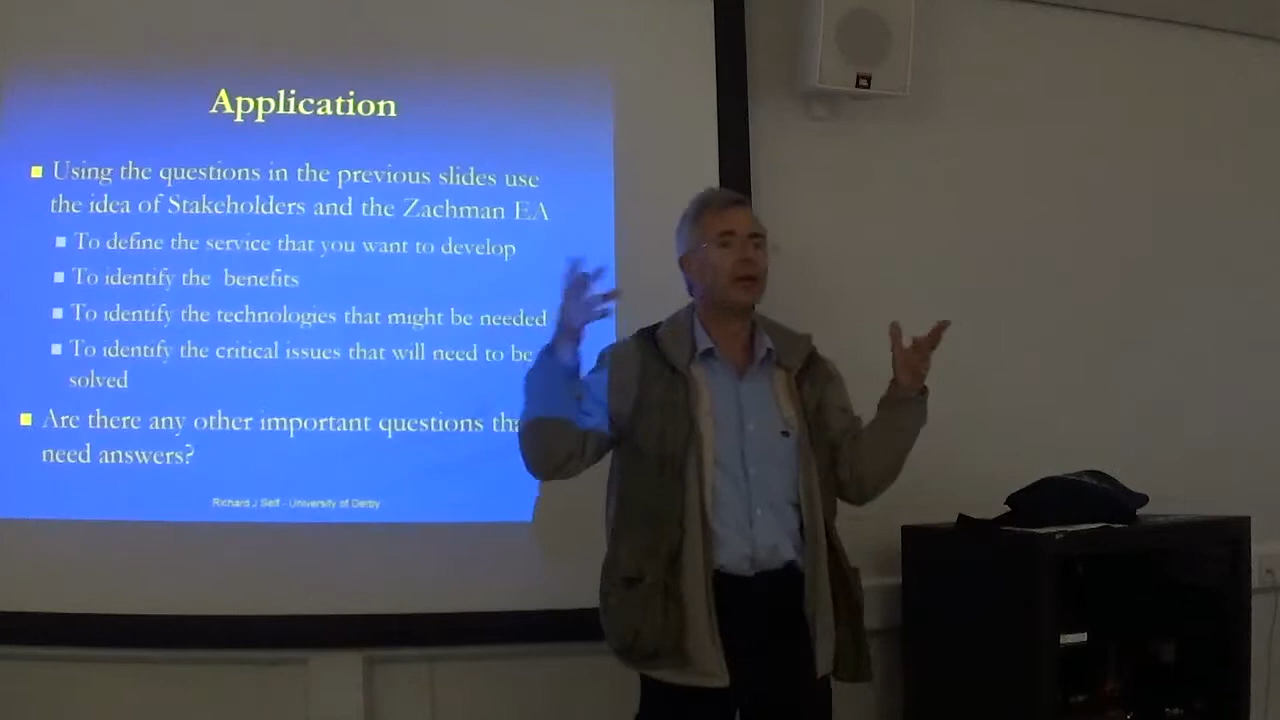 Application
Using the questions in the previous slides use
the idea of Stakeholders and the Zachman EA
To define the service that you want to develop
To identify the benefits
To identify the technologies that might be needed
To identify the critical issues that will need to be
solved
Are there any other important questions
need answers?
Richard J Self - University of Derby
JBL